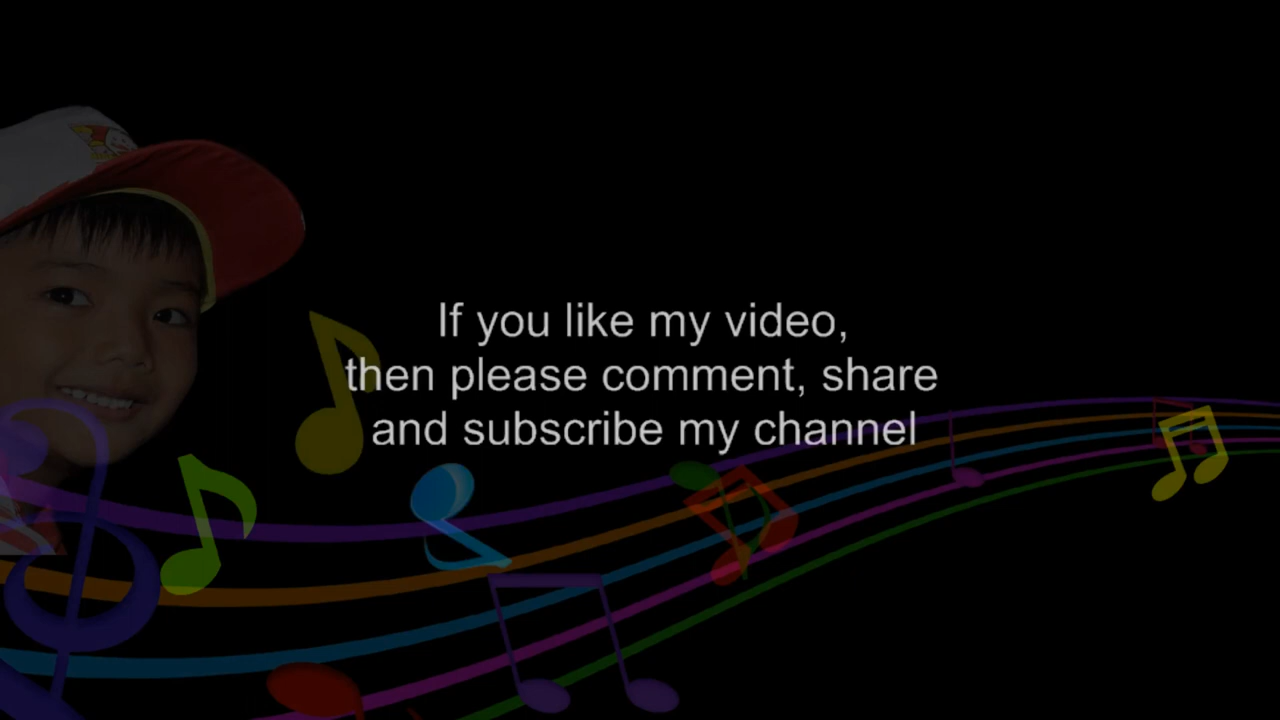 If you like my video,
then please comment, share
and subscribe my channel